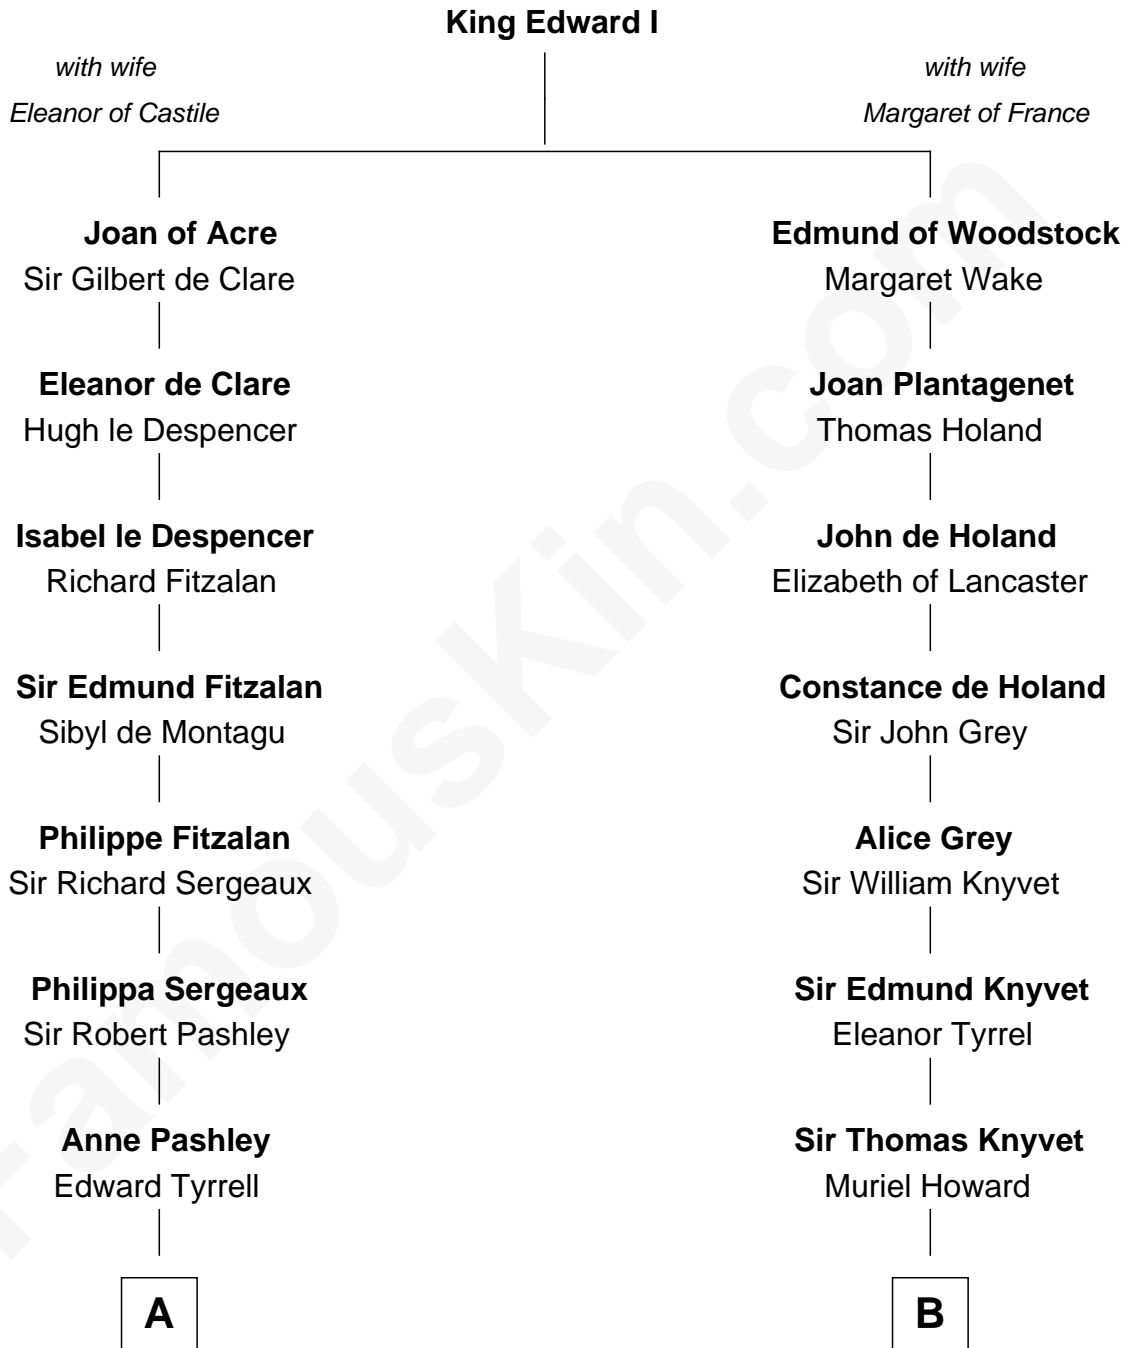 King Edward I
with wife
Eleanor of Castile
with wife
Margaret of France
Joan of Acre
Sir Gilbert de Clare
Eleanor de Clare
Hugh le Despencer
Isabel le Despencer
Richard Fitzalan
Sir Edmund Fitzalan
Sibyl de Montagu
Philippe Fitzalan
Sir Richard Sergeaux
Philippa Sergeaux
Sir Robert Pashley
Anne Pashley
Edward Tyrrell
A
Edmund of Woodstock
Margaret Wake
Joan Plantagenet
Thomas Holand
John de Holand
Elizabeth of Lancaster
Constance de Holand
Sir John Grey
Alice Grey
Sir William Knyvet
Sir Edmund Knyvet
Eleanor Tyrrel
Sir Thomas Knyvet
Muriel Howard
B
FamousKin.com